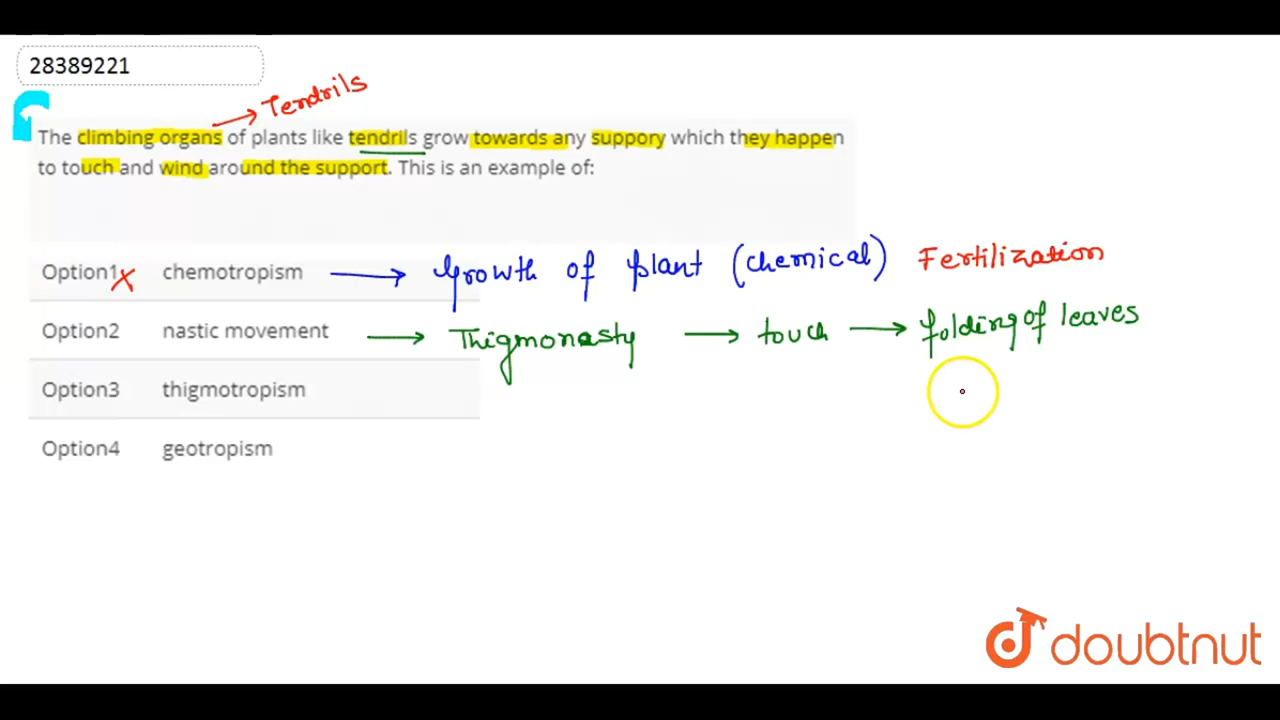 28389221
→ Tendrils
The climbing organs of plants like tendrils grow towards any suppory which they happen
to touch and wind around the support. This is an example of:
Option1 X chemotropism → Growth of plant (chemical) Fertilization
Option2 nastic movement → Thigmonasty → touch → folding of leaves
Option3 thigmotropism
Option4 geotropism
doubtnut